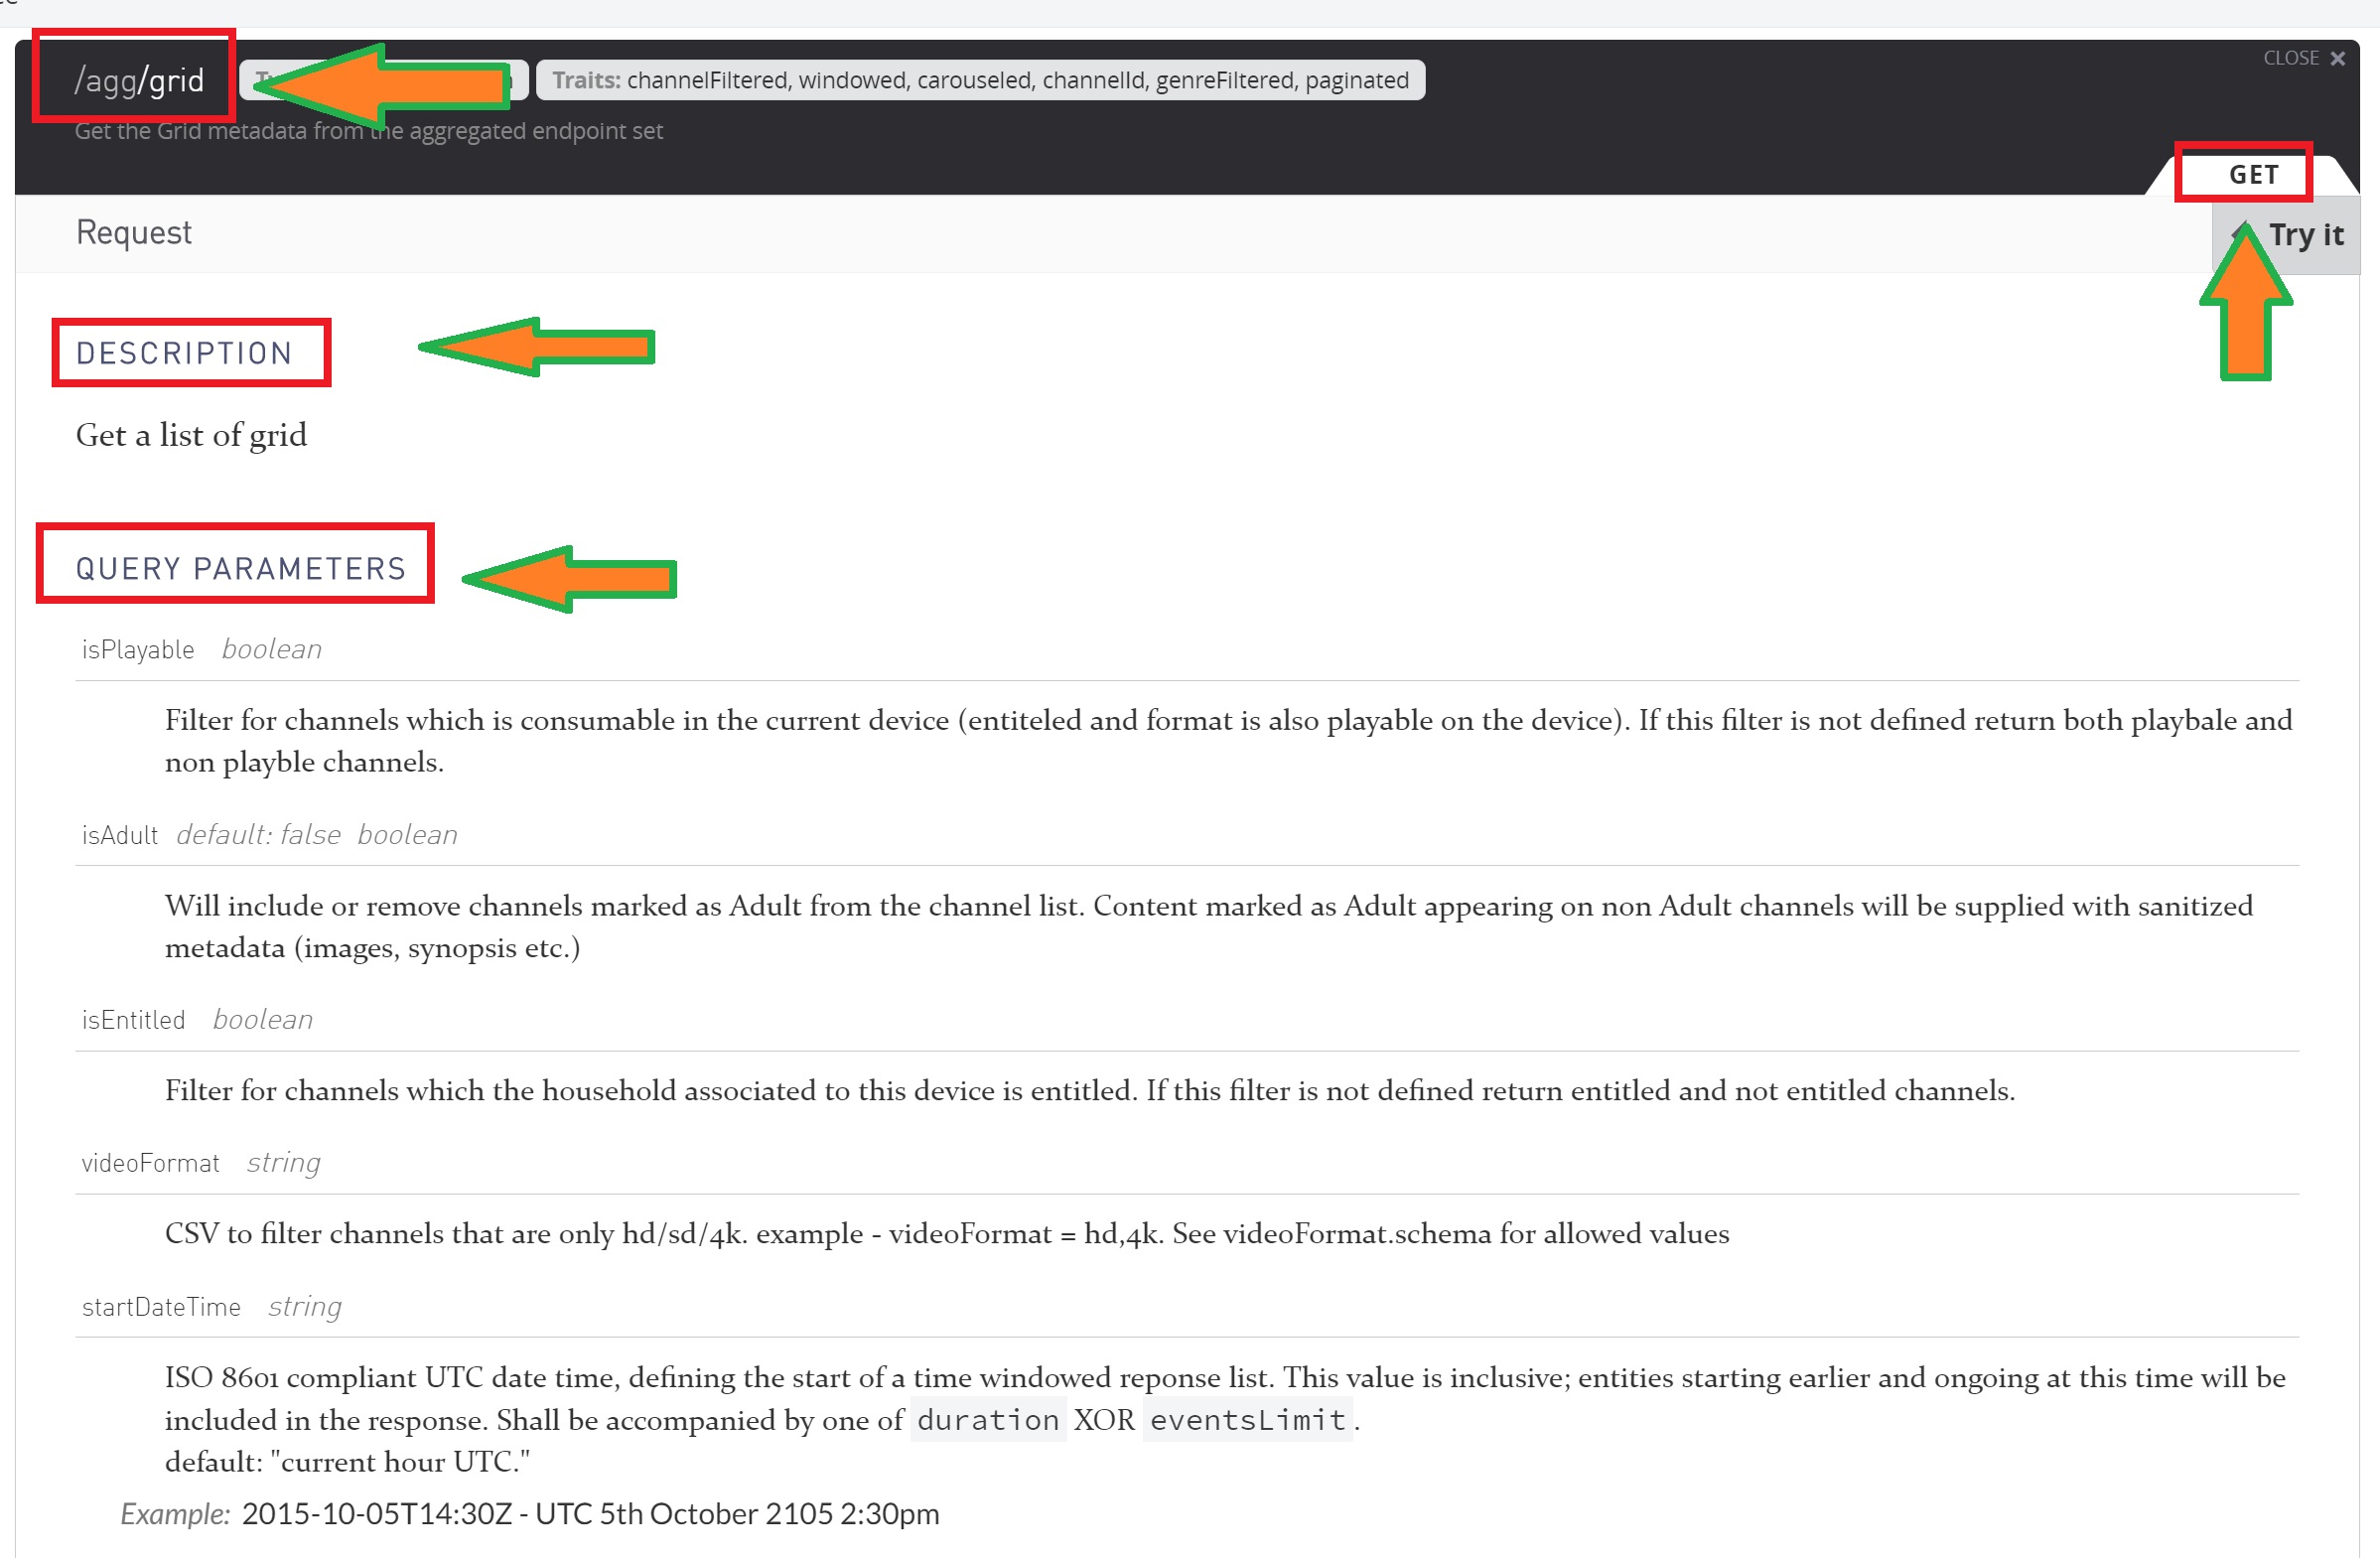 /agg/grid Traits: channelFiltered, windowed, carouseled, channelId, genreFiltered, paginated CLOSE ×
Get the Grid metadata from the aggregated endpoint set
GET
Request Try it
DESCRIPTION
Get a list of grid
QUERY PARAMETERS
isPlayable boolean
Filter for channels which is consumable in the current device (entiteled and format is also playable on the device). If this filter is not defined return both playbale and
non playble channels.
isAdult default: false boolean
Will include or remove channels marked as Adult from the channel list. Content marked as Adult appearing on non Adult channels will be supplied with sanitized
metadata (images, synopsis etc.)
isEntitled boolean
Filter for channels which the household associated to this device is entitled. If this filter is not defined return entitled and not entitled channels.
videoFormat string
CSV to filter channels that are only hd/sd/4k. example - videoFormat = hd,4k. See videoFormat.schema for allowed values
startDateTime string
ISO 8601 compliant UTC date time, defining the start of a time windowed reponse list. This value is inclusive; entities starting earlier and ongoing at this time will be
included in the response. Shall be accompanied by one of duration XOR eventsLimit.
default: "current hour UTC."
Example: 2015-10-05T14:30Z - UTC 5th October 2105 2:30pm